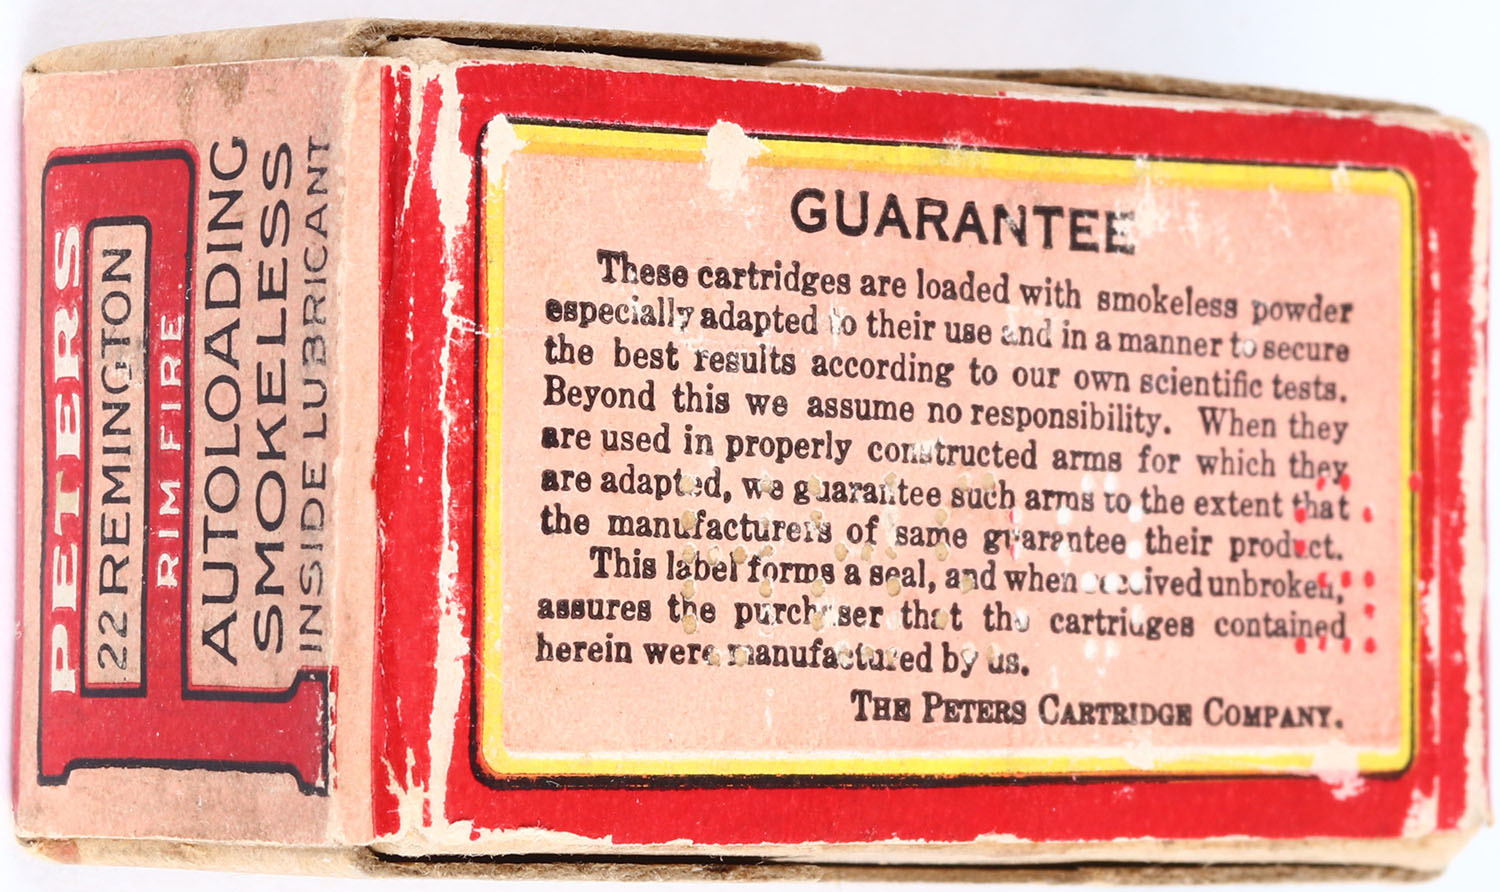 PETERS
22 REMINGTON
RIM FIRE
AUTOLOADING
SMOKELESS
INSIDE LUBRICANT
GUARANTEE
These cartridges are loaded with smokeless powder
especially adapted to their use and in a manner to secure
the best results according to our own scientific tests.
Beyond this we assume no responsibility. When they
are used in properly constructed arms for which they
are adapted, we guarantee such arms to the extent that
the manufacturers of same guarantee their product.
This label forms a seal, and when received unbroken,
assures the purchaser that the cartridges contained
herein were manufactured by us.
THE PETERS CARTRIDGE COMPANY.